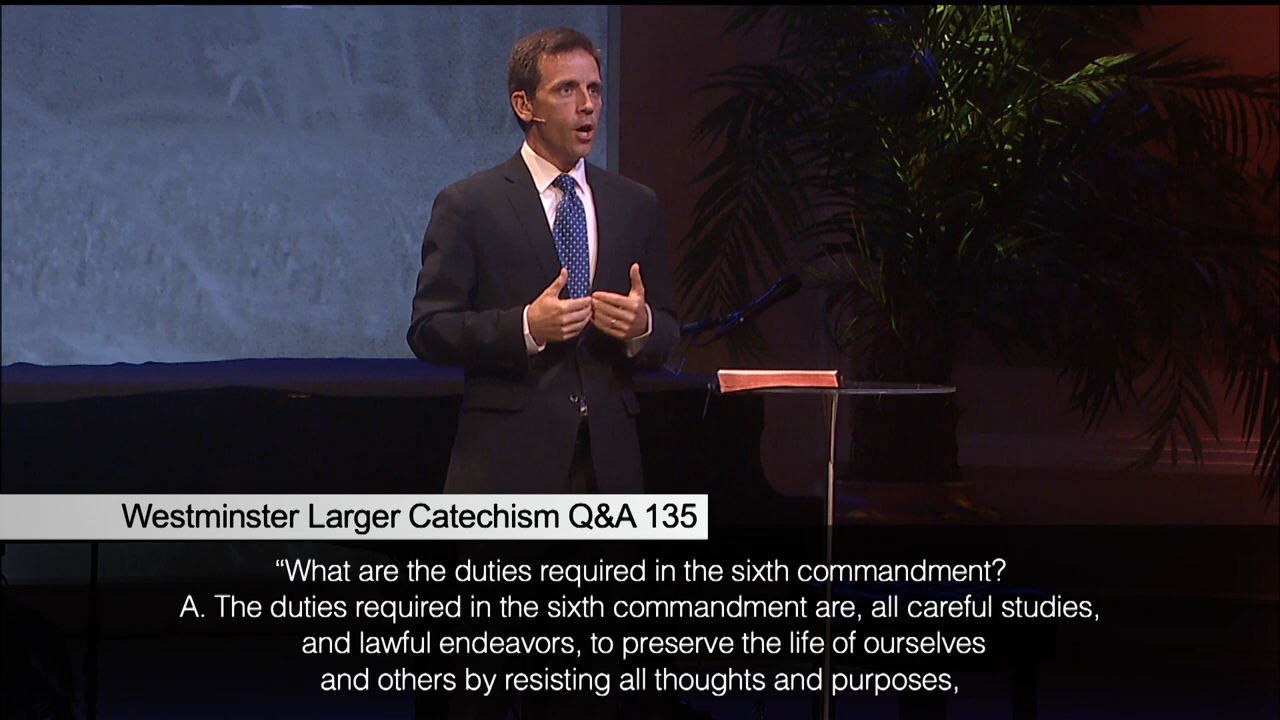 Westminster Larger Catechism Q&A 135
“What are the duties required in the sixth commandment?
A. The duties required in the sixth commandment are, all careful studies,
and lawful endeavors, to preserve the life of ourselves
and others by resisting all thoughts and purposes,